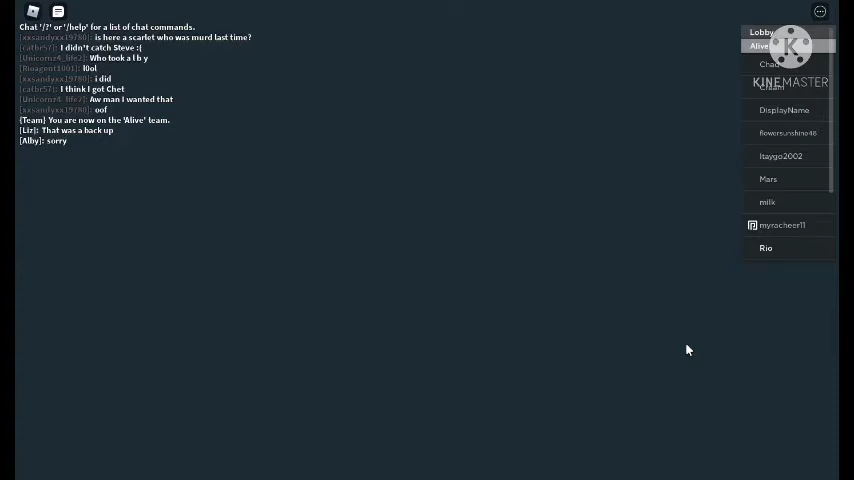 Chat '/?' or '/help' for a list of chat commands.
[xxsandyxx19780]: is here a scarlet who was murd last time?
[catbr57]: I didn't catch Steve :(
[Unicornz4_life2]: Who took a l b y
[Rioagent1001]: l0ol
[xxsandyxx19780]: i did
[catbr57]: I think I got Chet
[Unicornz4_life2]: Aw man I wanted that
[xxsandyxx19780]: oof
{Team} You are now on the 'Alive' team.
[Liz]: That was a back up
[Alby]: sorry
Lobby
Alive
K
KINEMASTER
DisplayName
flowersunshine48
Itaygo2002
Mars
milk
myracheer11
Rio